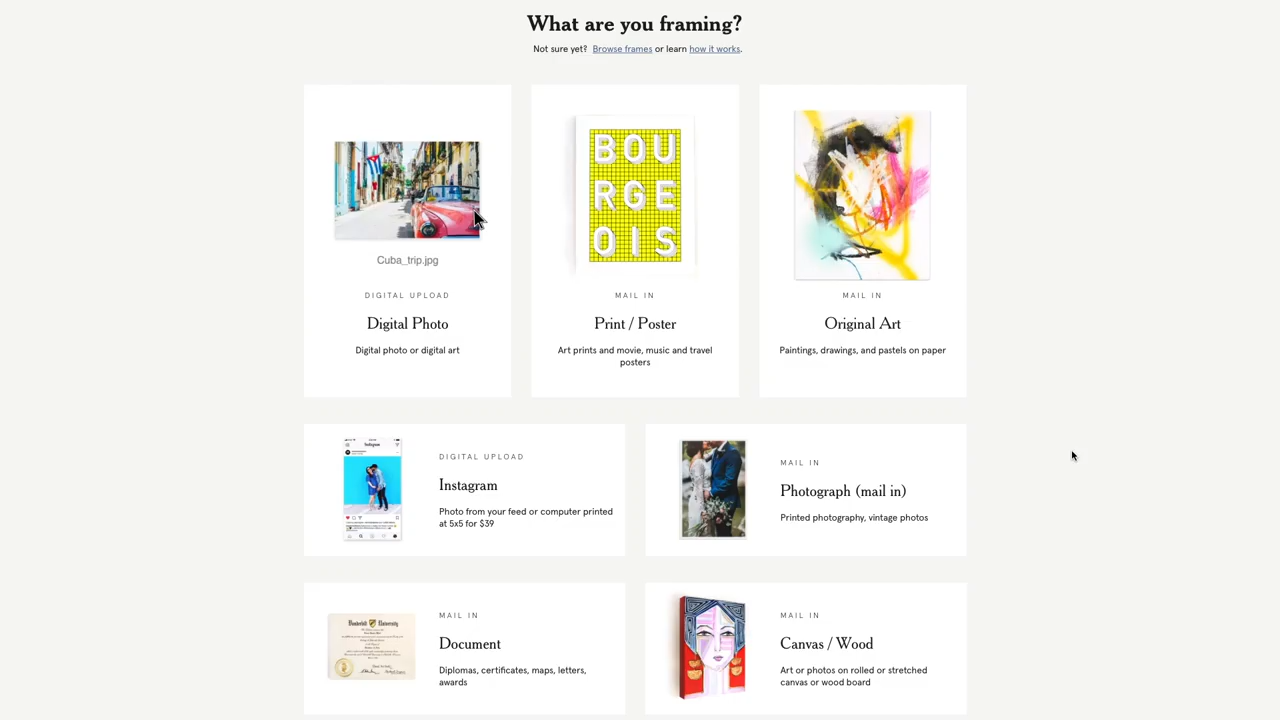 What are you framing?
Not sure yet? Browse frames or learn how it works.
BOU
RGE
OIS
Cuba_trip.jpg
DIGITAL UPLOAD
Digital Photo
Digital photo or digital art
MAIL IN
Print / Poster
Art prints and movie, music and travel
posters
MAIL IN
Original Art
Paintings, drawings, and pastels on paper
Instagram
DIGITAL UPLOAD
Instagram
Photo from your feed or computer printed
at 5x5 for $39
MAIL IN
Photograph (mail in)
Printed photography, vintage photos
Vanderbilt University
MAIL IN
Document
Diplomas, certificates, maps, letters,
awards
MAIL IN
Canvas / Wood
Art or photos on rolled or stretched
canvas or wood board